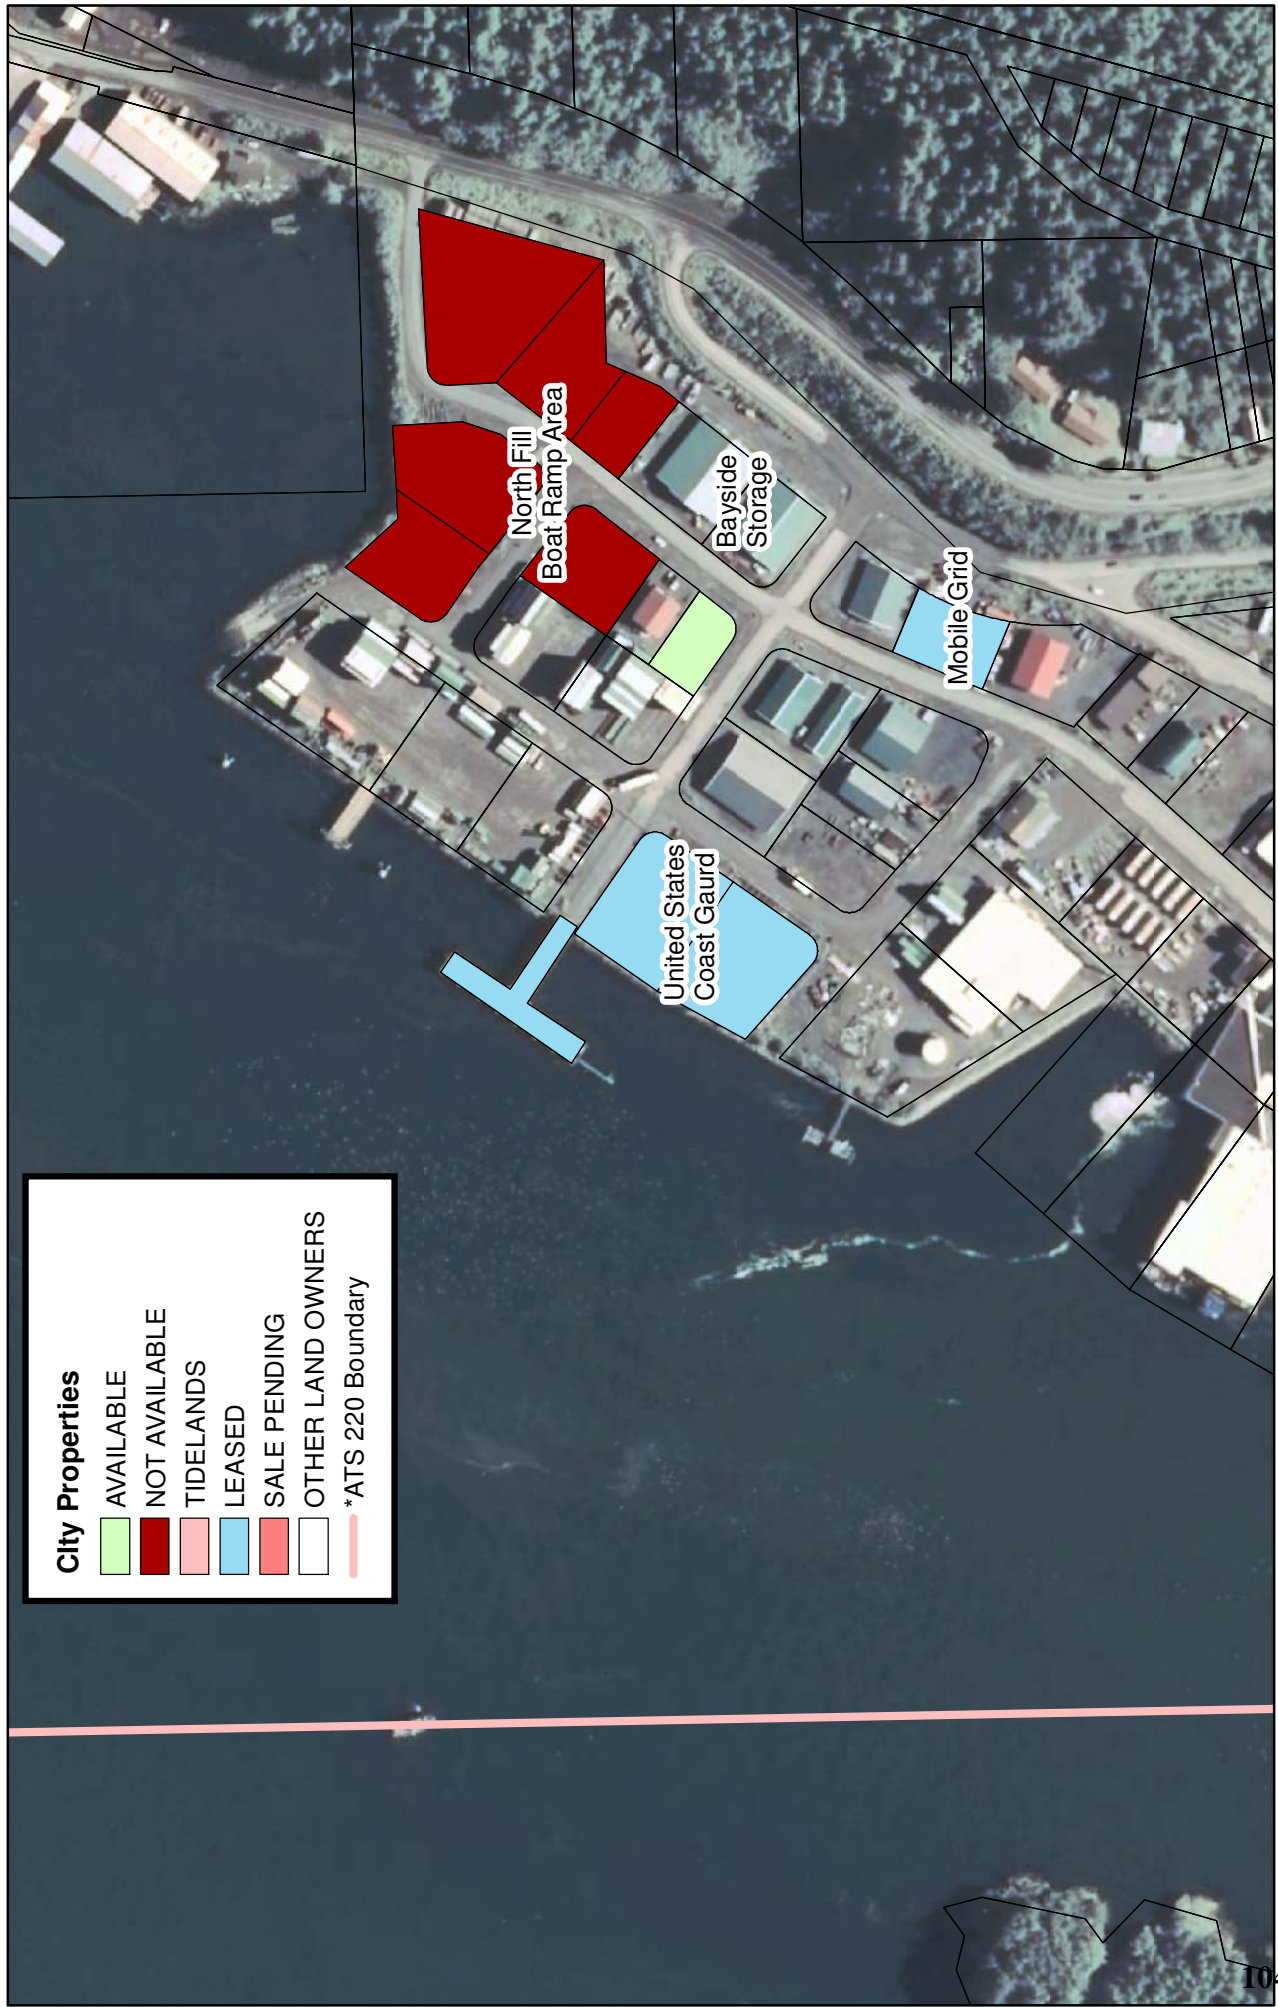 CIty Properties
AVAILABLE
NOT AVAILABLE
TIDELANDS
LEASED
SALE PENDING
OTHER LAND OWNERS
*ATS 220 Boundary
North Fill
Boat Ramp Area
Bayside
Storage
Mobile Grid
United States
Coast Gaurd